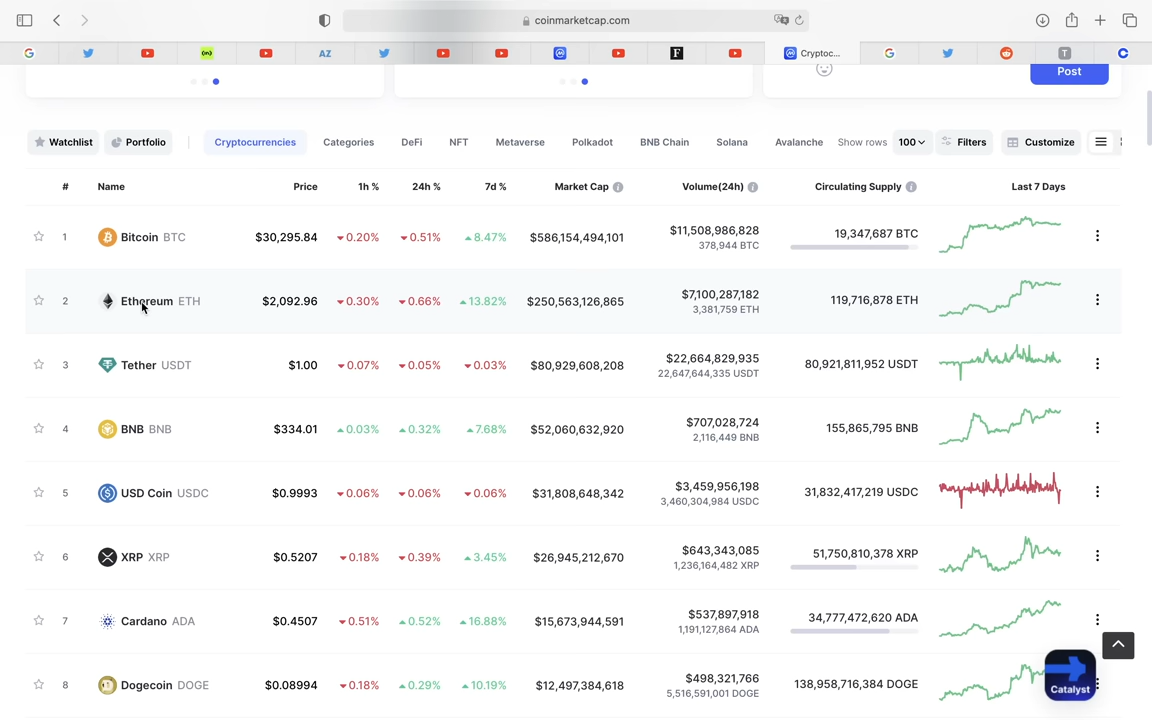 coinmarketcap.com
AZ
F
Cryptoc...
T
Post
Watchlist Portfolio Cryptocurrencies Categories DeFi NFT Metaverse Polkadot BNB Chain Solana Avalanche Show rows 100 Filters Customize
# Name Price 1h % 24h % 7d % Market Cap Volume(24h) Circulating Supply Last 7 Days
1 Bitcoin BTC $30,295.84 0.20% 0.51% 8.47% $586,154,494,101 $11,508,986,828 19,347,687 BTC
378,944 BTC
2 Ethereum ETH $2,092.96 0.30% 0.66% 13.82% $250,563,126,865 $7,100,287,182 119,716,878 ETH
3,381,759 ETH
3 Tether USDT $1.00 0.07% 0.05% 0.03% $80,929,608,208 $22,664,829,935 80,921,811,952 USDT
22,647,644,335 USDT
4 BNB BNB $334.01 0.03% 0.32% 7.68% $52,060,632,920 $707,028,724 155,865,795 BNB
2,116,449 BNB
5 USD Coin USDC $0.9993 0.06% 0.06% 0.06% $31,808,648,342 $3,459,956,198 31,832,417,219 USDC
3,460,304,984 USDC
6 XRP XRP $0.5207 0.18% 0.39% 3.45% $26,945,212,670 $643,343,085 51,750,810,378 XRP
1,236,164,482 XRP
7 Cardano ADA $0.4507 0.51% 0.52% 16.88% $15,673,944,591 $537,897,918 34,777,472,620 ADA
1,191,127,864 ADA
8 Dogecoin DOGE $0.08994 0.18% 0.29% 10.19% $12,497,384,618 $498,321,766 138,958,716,384 DOGE
5,516,591,001 DOGE
Catalyst